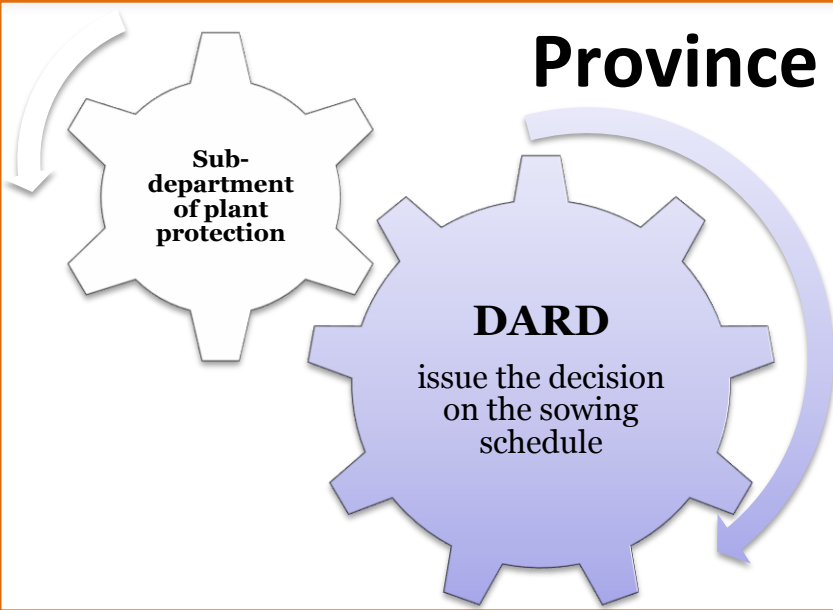 Province
Sub-
department
of plant
protection
DARD
issue the decision
on the sowing
schedule